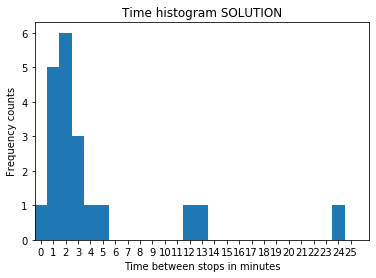 Time histogram SOLUTION
Frequency counts
6
5
4
3
2
1
0
0 1 2 3 4 5 6 7 8 9 10 11 12 13 14 15 16 17 18 19 20 21 22 23 24 25
Time between stops in minutes